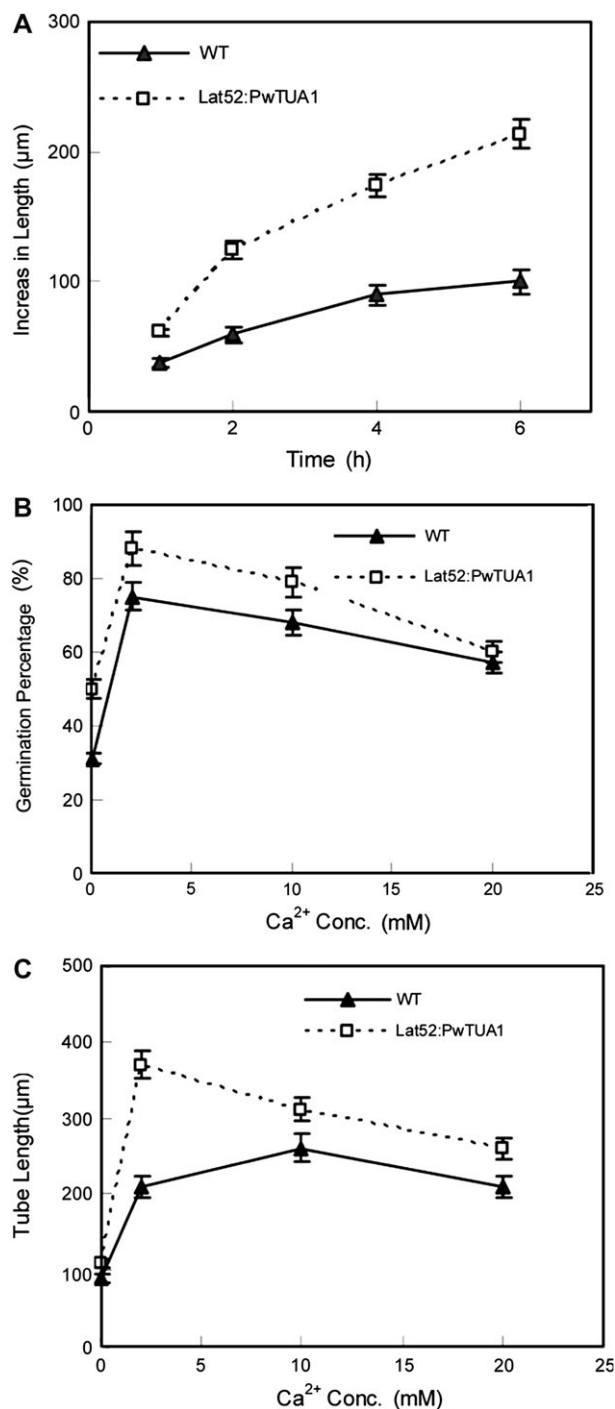 A
300
200
100
0
0
2
4
6
WT
Lat52:PwTUA1
Increas in Length (µm)
Time (h)
B
100
80
60
40
20
0
0
5
10
15
20
25
WT
Lat52:PwTUA1
Germination Percentage (%)
Ca²⁺ Conc. (mM)
C
500
400
300
200
100
0
0
5
10
15
20
25
WT
Lat52:PwTUA1
Tube Length(µm)
Ca²⁺ Conc. (mM)